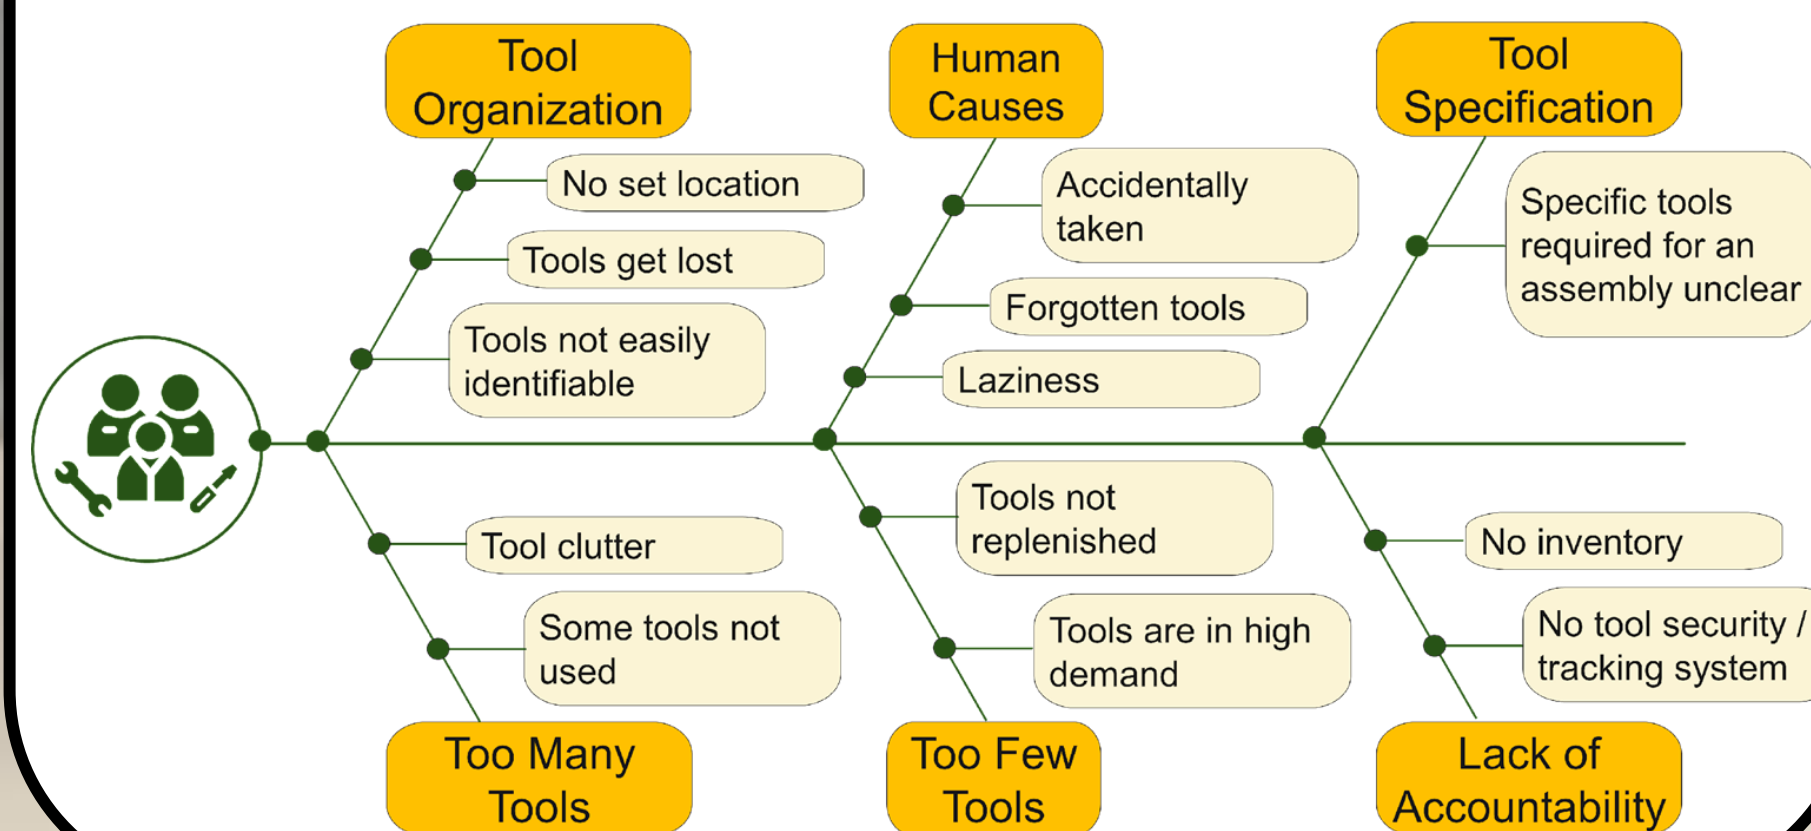 Tool
Organization
No set location
Tools get lost
Tools not easily
identifiable
Human
Causes
Accidentally
taken
Forgotten tools
Laziness
Tool
Specification
Specific tools
required for an
assembly unclear
Tool clutter
Some tools not
used
Too Many
Tools
Tools not
replenished
Tools are in high
demand
Too Few
Tools
No inventory
No tool security /
tracking system
Lack of
Accountability